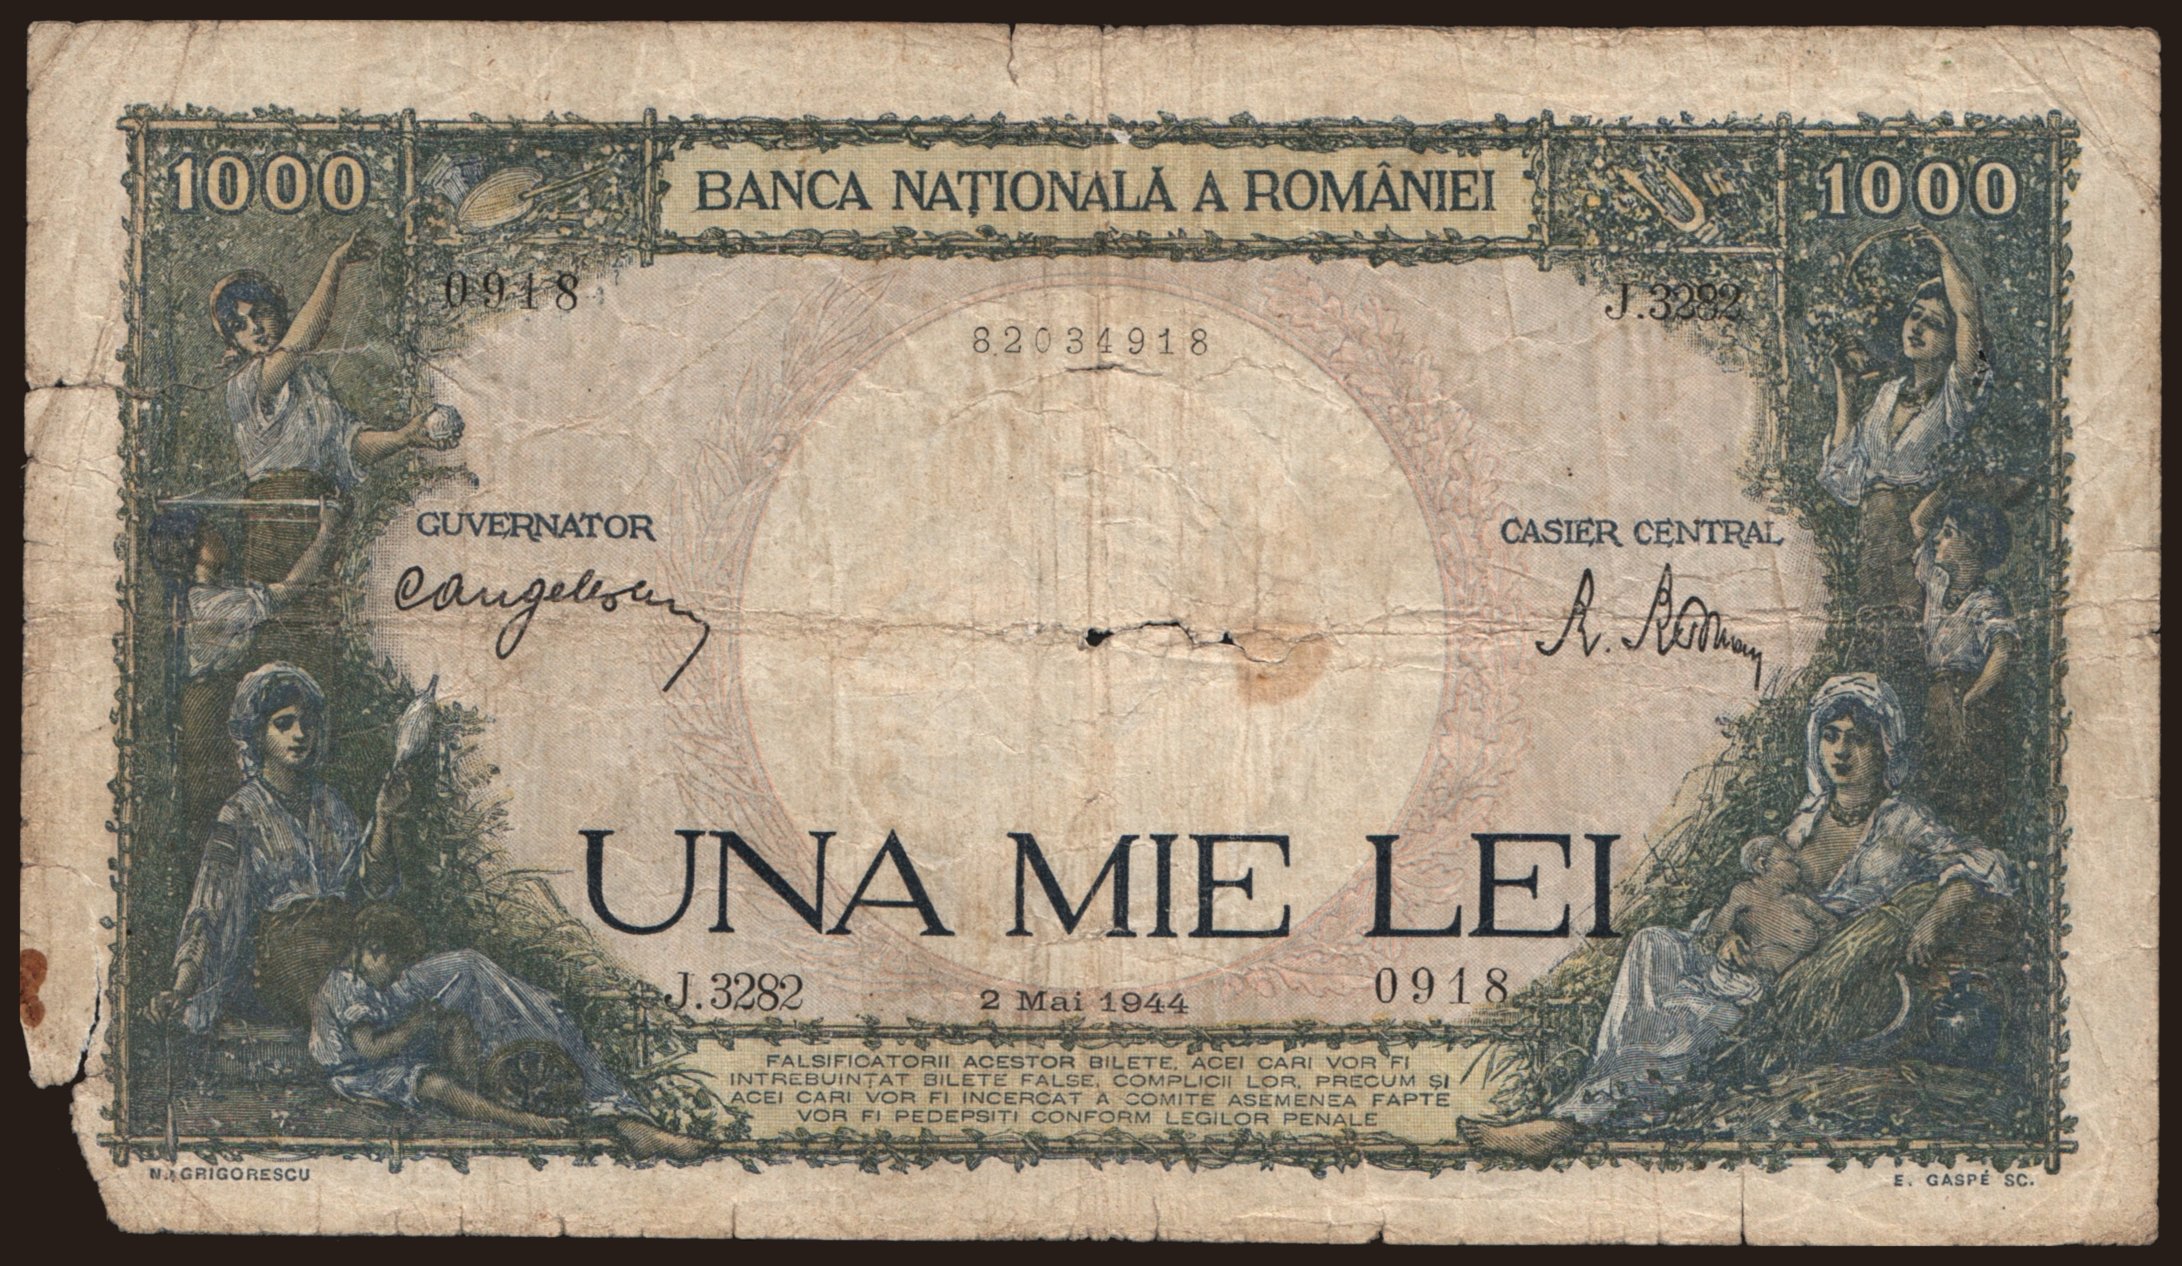 1000
BANCA NAȚIONALĂ A ROMÂNIEI
1000
0918
J.3282
82034918
GUVERNATOR
CASIER CENTRAL
C Angelescu
UNA MIE LEI
J.3282
2 Mai 1944
0918
FALSIFICATORII ACESTOR BILETE, ACEI CARI VOR FI
INTREBUINȚAT BILETE FALSE, COMPLICII LOR, PRECUM ȘI
ACEI CARI VOR FI INCERCAT A COMITE ASEMENEA FAPTE
VOR FI PEDEPSITI CONFORM LEGILOR PENALE
N. GRIGORESCU
E. GASPÉ SC.